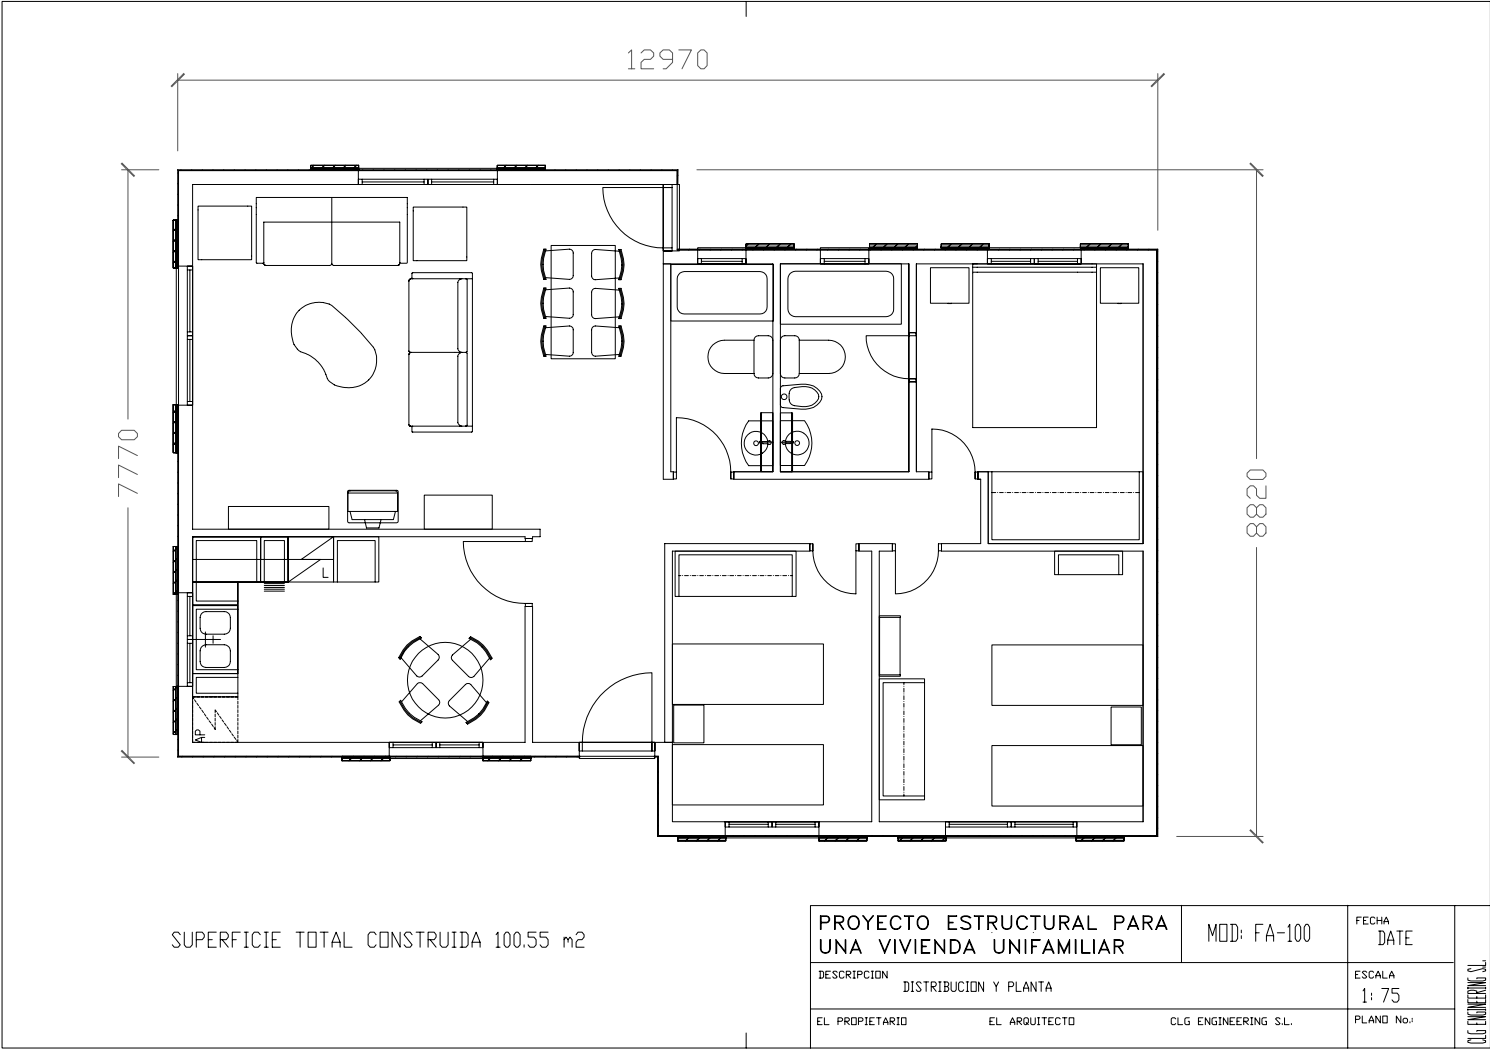 12970
7770
8820
L
AP
SUPERFICIE TOTAL CONSTRUIDA 100.55 m2
PROYECTO ESTRUCTURAL PARA
UNA VIVIENDA UNIFAMILIAR
MOD: FA-100
FECHA
DATE
DESCRIPCION
DISTRIBUCION Y PLANTA
ESCALA
1: 75
EL PROPIETARIO
EL ARQUITECTO
CLG ENGINEERING S.L.
PLANO No.:
CLG ENGINEERING S.L.